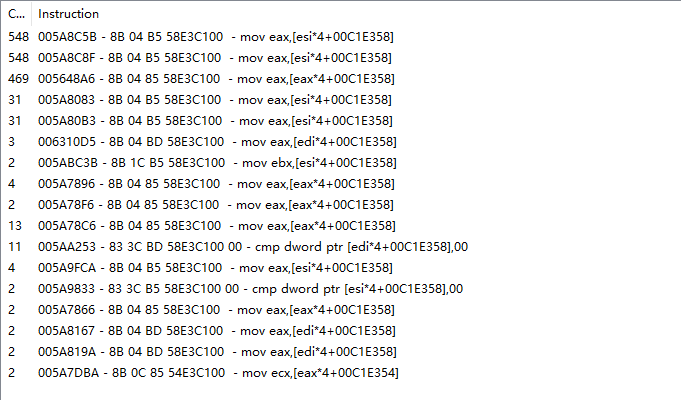 C... Instruction
548 005A8C5B - 8B 04 B5 58E3C100 - mov eax,[esi*4+00C1E358]
548 005A8C8F - 8B 04 B5 58E3C100 - mov eax,[esi*4+00C1E358]
469 005648A6 - 8B 04 85 58E3C100 - mov eax,[eax*4+00C1E358]
31 005A8083 - 8B 04 B5 58E3C100 - mov eax,[esi*4+00C1E358]
31 005A80B3 - 8B 04 B5 58E3C100 - mov eax,[esi*4+00C1E358]
3 006310D5 - 8B 04 BD 58E3C100 - mov eax,[edi*4+00C1E358]
2 005ABC3B - 8B 1C B5 58E3C100 - mov ebx,[esi*4+00C1E358]
4 005A7896 - 8B 04 85 58E3C100 - mov eax,[eax*4+00C1E358]
2 005A78F6 - 8B 04 85 58E3C100 - mov eax,[eax*4+00C1E358]
13 005A78C6 - 8B 04 85 58E3C100 - mov eax,[eax*4+00C1E358]
11 005AA253 - 83 3C BD 58E3C100 00 - cmp dword ptr [edi*4+00C1E358],00
4 005A9FCA - 8B 04 B5 58E3C100 - mov eax,[esi*4+00C1E358]
2 005A9833 - 83 3C B5 58E3C100 00 - cmp dword ptr [esi*4+00C1E358],00
2 005A7866 - 8B 04 85 58E3C100 - mov eax,[eax*4+00C1E358]
2 005A8167 - 8B 04 BD 58E3C100 - mov eax,[edi*4+00C1E358]
2 005A819A - 8B 04 BD 58E3C100 - mov eax,[edi*4+00C1E358]
2 005A7DBA - 8B 0C 85 54E3C100 - mov ecx,[eax*4+00C1E354]